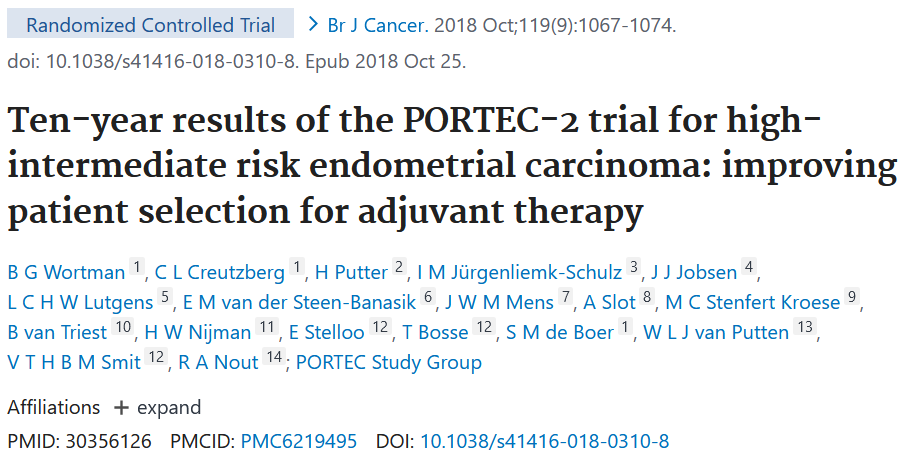 Randomized Controlled Trial > Br J Cancer. 2018 Oct;119(9):1067-1074.
doi: 10.1038/s41416-018-0310-8. Epub 2018 Oct 25.
Ten-year results of the PORTEC-2 trial for high-
intermediate risk endometrial carcinoma: improving
patient selection for adjuvant therapy
B G Wortman 1, C L Creutzberg 1, H Putter 2, I M Jürgenliemk-Schulz 3, J J Jobsen 4,
L C H W Lutgens 5, E M van der Steen-Banasik 6, J W M Mens 7, A Slot 8, M C Stenfert Kroese 9,
B van Triest 10, H W Nijman 11, E Stelloo 12, T Bosse 12, S M de Boer 1, W L J van Putten 13,
V T H B M Smit 12, R A Nout 14; PORTEC Study Group
Affiliations + expand
PMID: 30356126 PMCID: PMC6219495 DOI: 10.1038/s41416-018-0310-8